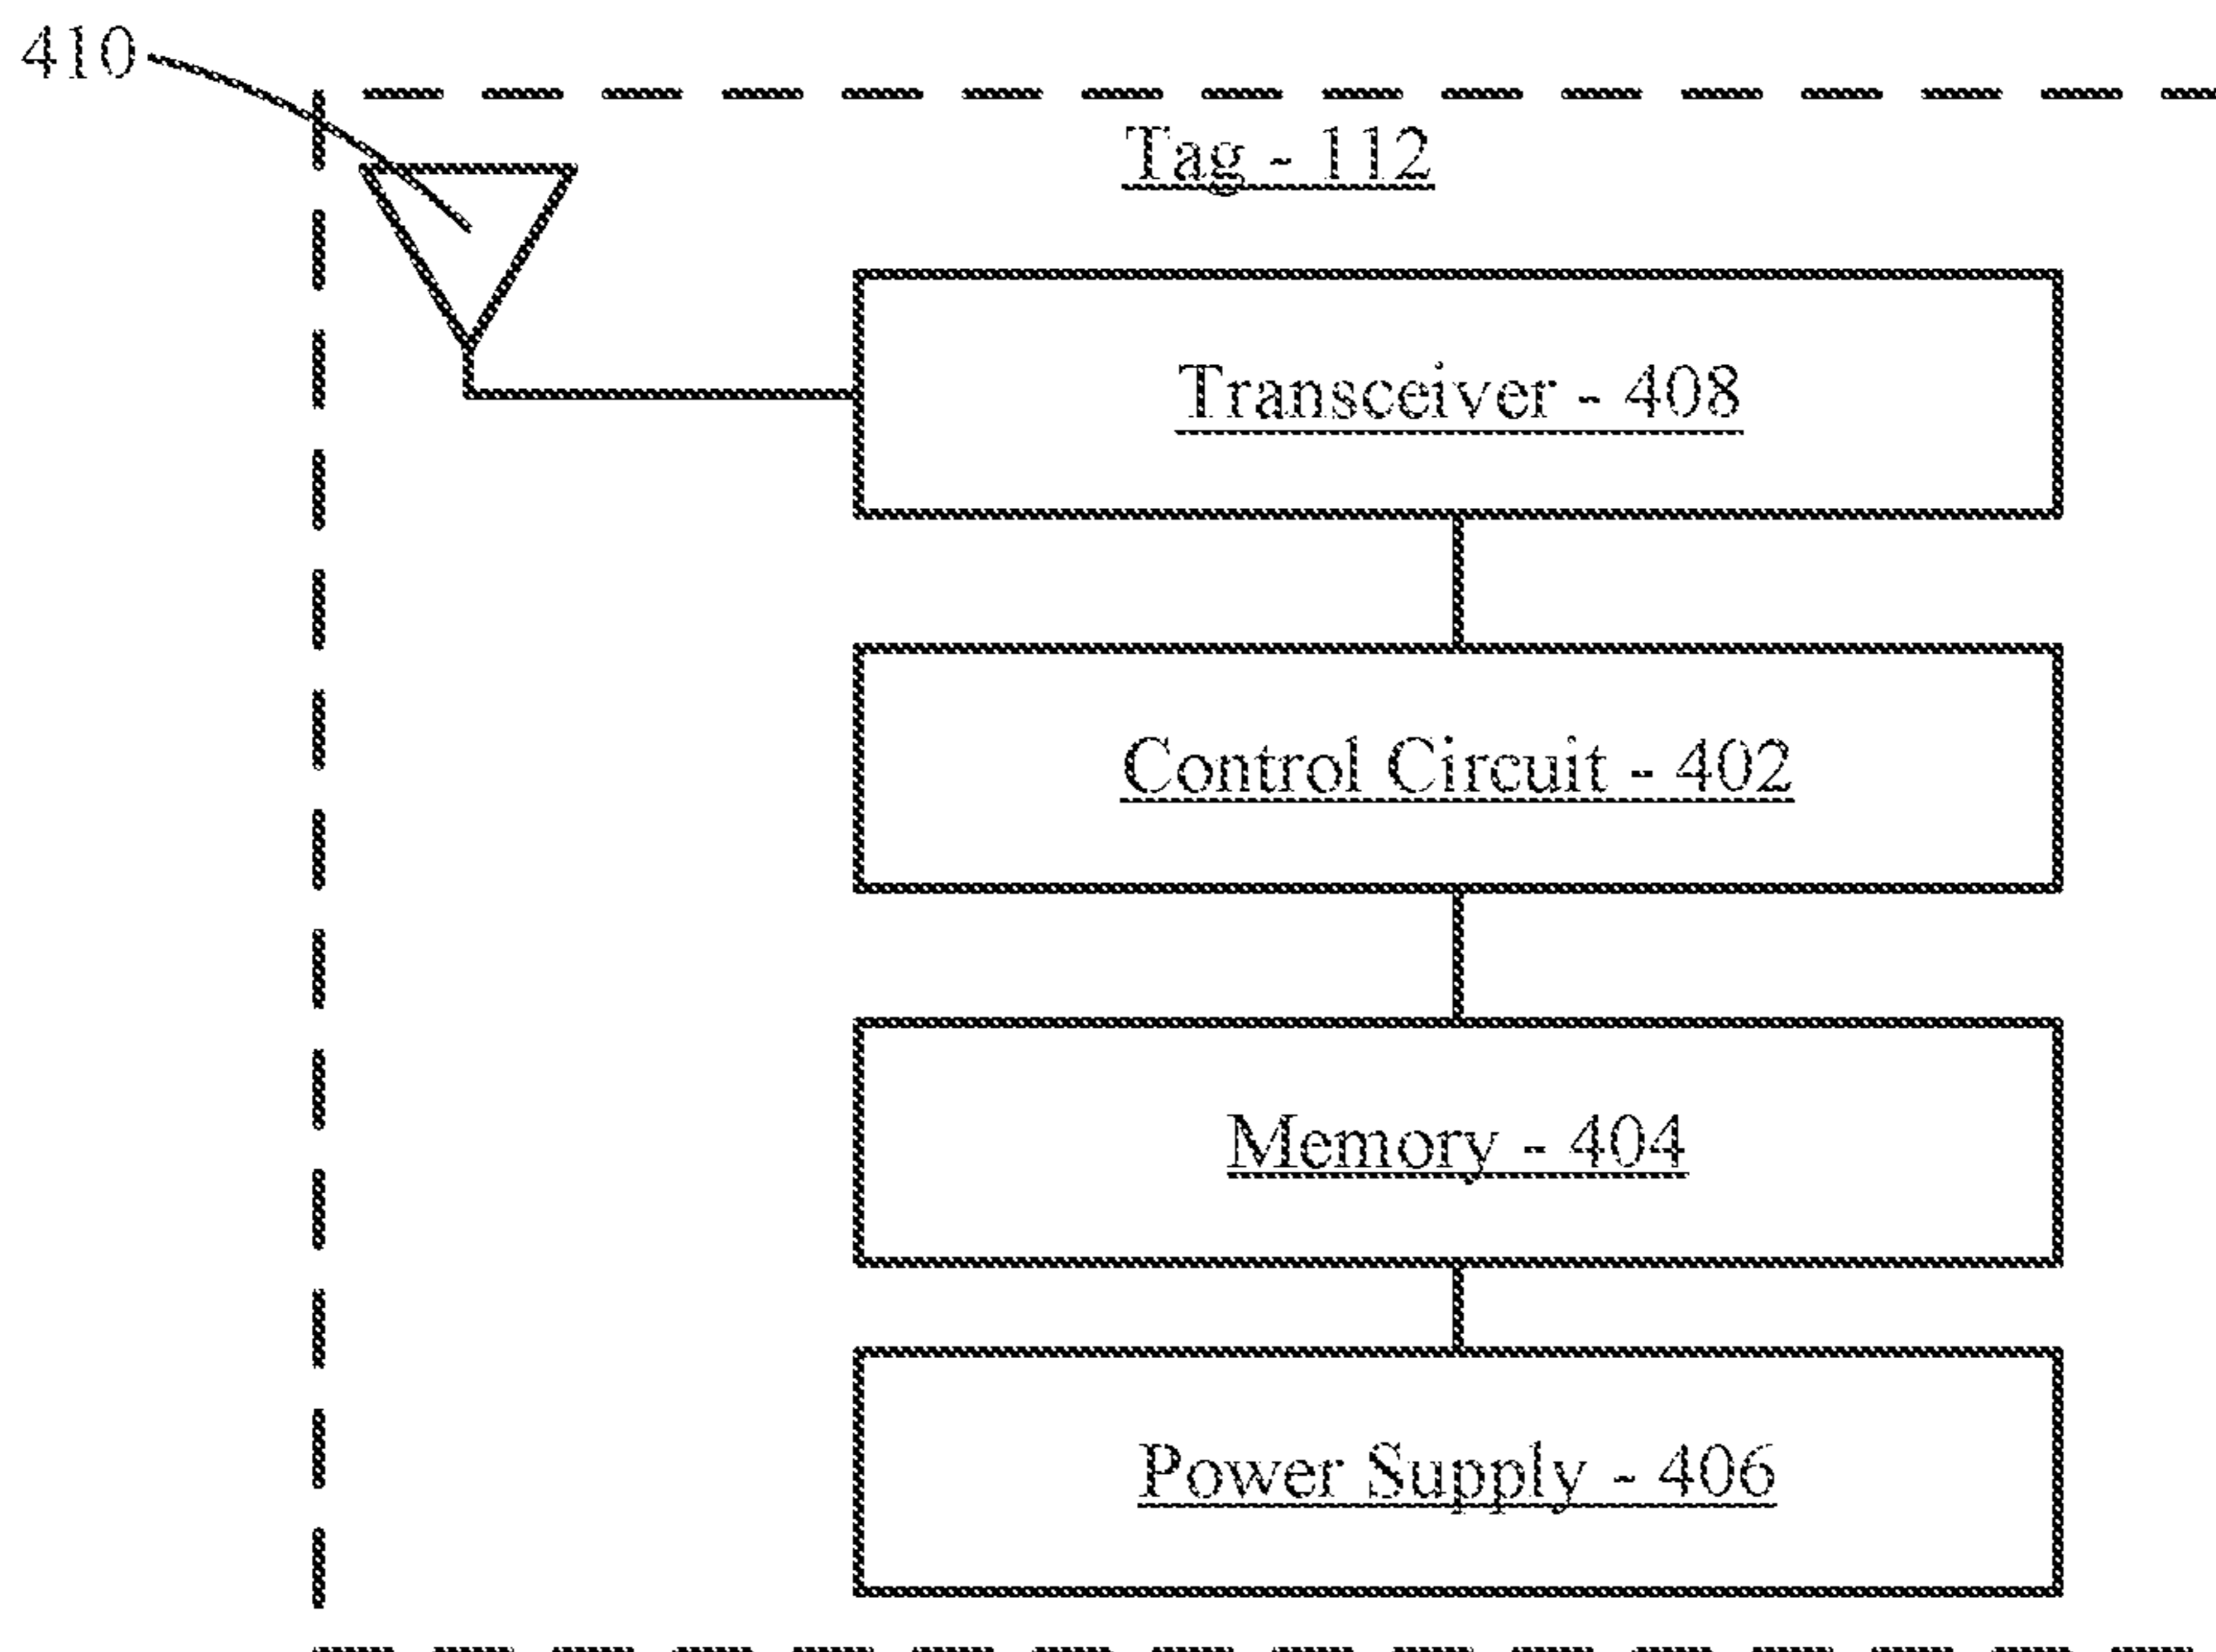 410
Tag - 112
Transceiver - 408
Control Circuit - 402
Memory - 404
Power Supply - 406